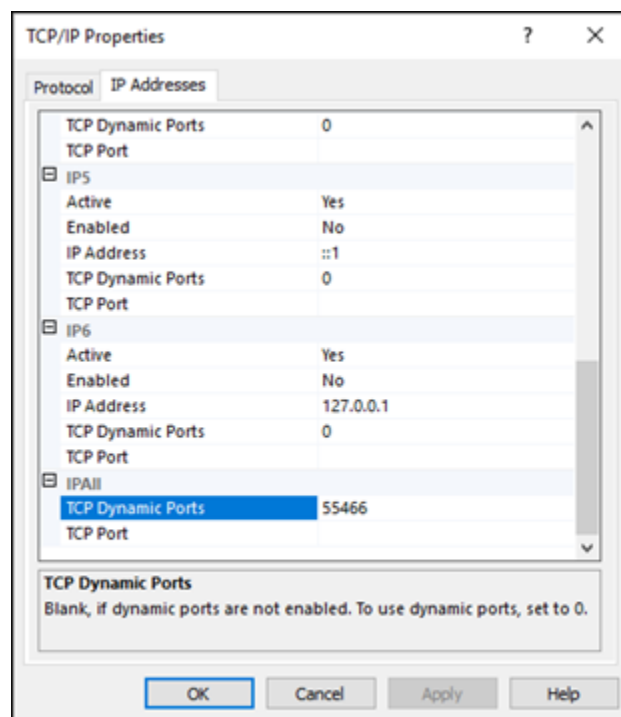 TCP/IP Properties ? ×
Protocol IP Addresses
TCP Dynamic Ports 0
TCP Port
IP5
Active Yes
Enabled No
IP Address ::1
TCP Dynamic Ports 0
TCP Port
IP6
Active Yes
Enabled No
IP Address 127.0.0.1
TCP Dynamic Ports 0
TCP Port
IPAll
TCP Dynamic Ports 55466
TCP Port
TCP Dynamic Ports
Blank, if dynamic ports are not enabled. To use dynamic ports, set to 0.
OK Cancel Apply Help